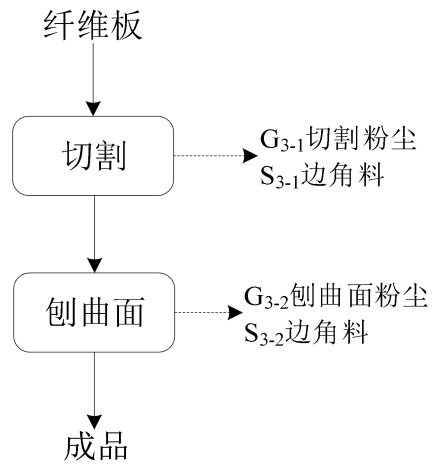 纤维板
切割
G3-1切割粉尘
S3-1边角料
刨曲面
G3-2刨曲面粉尘
S3-2边角料
成品